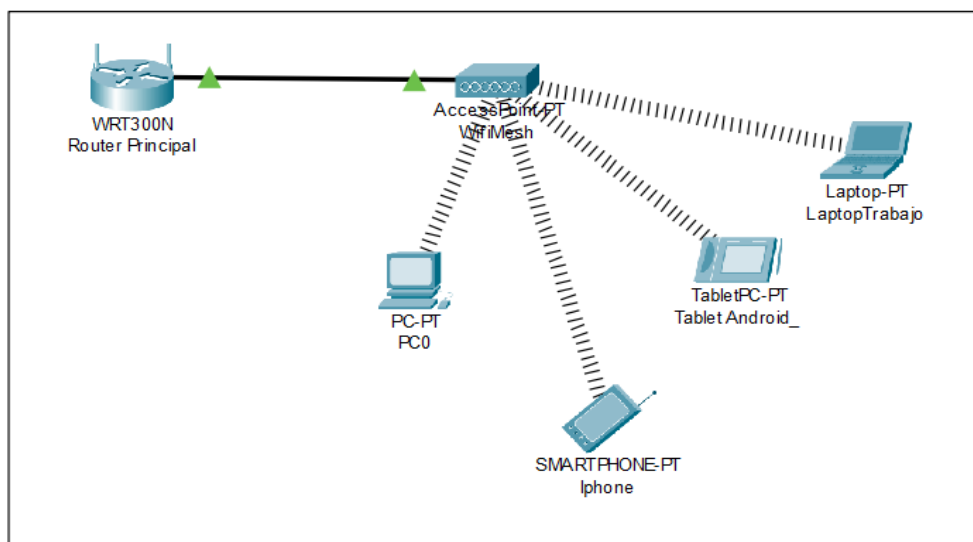 WRT300N
Router Principal
AccessPoint-PT
WifiMesh
Laptop-PT
LaptopTrabajo
PC-PT
PC0
TabletPC-PT
Tablet Android_
SMARTPHONE-PT
Iphone